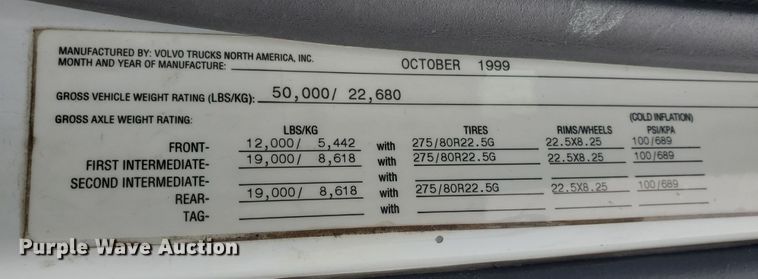 MANUFACTURED BY: VOLVO TRUCKS NORTH AMERICA, INC.
MONTH AND YEAR OF MANUFACTURE: OCTOBER 1999
GROSS VEHICLE WEIGHT RATING (LBS/KG): 50,000/ 22,680
GROSS AXLE WEIGHT RATING: (COLD INFLATION)
LBS/KG TIRES RIMS/WHEELS PSI/KPA
FRONT- 12,000/ 5,442 with 275/80R22.5G 22.5X8.25 100/689
FIRST INTERMEDIATE- 19,000/ 8,618 with 275/80R22.5G 22.5X8.25 100/689
SECOND INTERMEDIATE- with
REAR- 19,000/ 8,618 with 275/80R22.5G 22.5X8.25 100/689
TAG- with
Purple Wave Auction